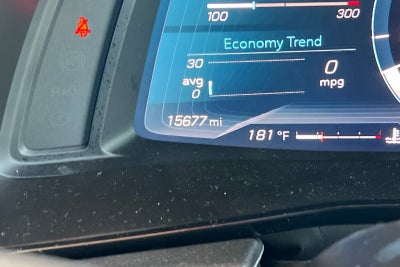 100 300
Economy Trend
30
0
avg
mpg
0
15677 mi
181 °F